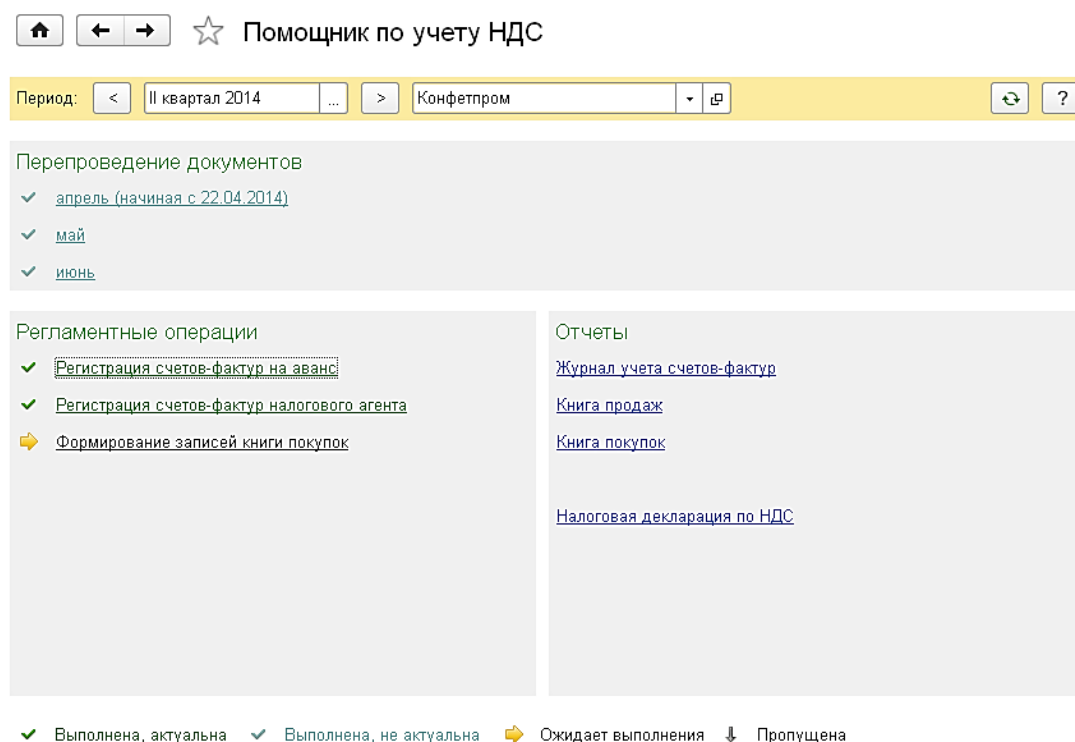 Помощник по учету НДС
Период: < II квартал 2014 ... > Конфетпром ?
Перепроведение документов
апрель (начиная с 22.04.2014)
май
июнь
Регламентные операции
Регистрация счетов-фактур на аванс
Регистрация счетов-фактур налогового агента
Формирование записей книги покупок
Отчеты
Журнал учета счетов-фактур
Книга продаж
Книга покупок
Налоговая декларация по НДС
Выполнена, актуальна Выполнена, не актуальна Ожидает выполнения Пропущена